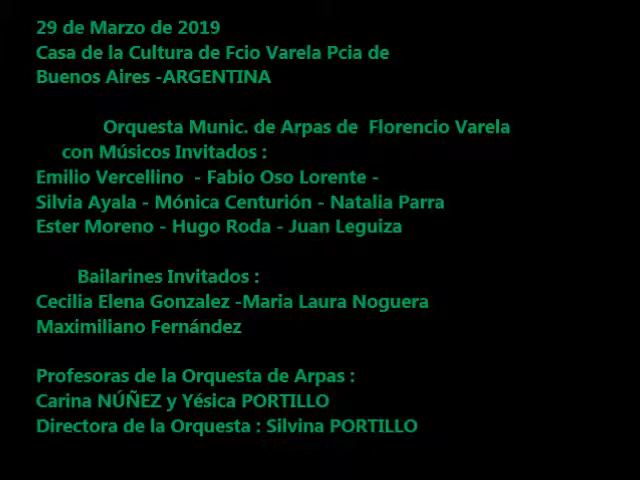 29 de Marzo de 2019
Casa de la Cultura de Fcio Varela Pcia de
Buenos Aires -ARGENTINA
Orquesta Munic. de Arpas de  Florencio Varela
con Músicos Invitados :
Emilio Vercellino  - Fabio Oso Lorente -
Silvia Ayala - Mónica Centurión - Natalia Parra
Ester Moreno - Hugo Roda - Juan Leguiza
Bailarines Invitados :
Cecilia Elena Gonzalez -Maria Laura Noguera
Maximiliano Fernández
Profesoras de la Orquesta de Arpas :
Carina NÚÑEZ y Yésica PORTILLO
Directora de la Orquesta : Silvina PORTILLO